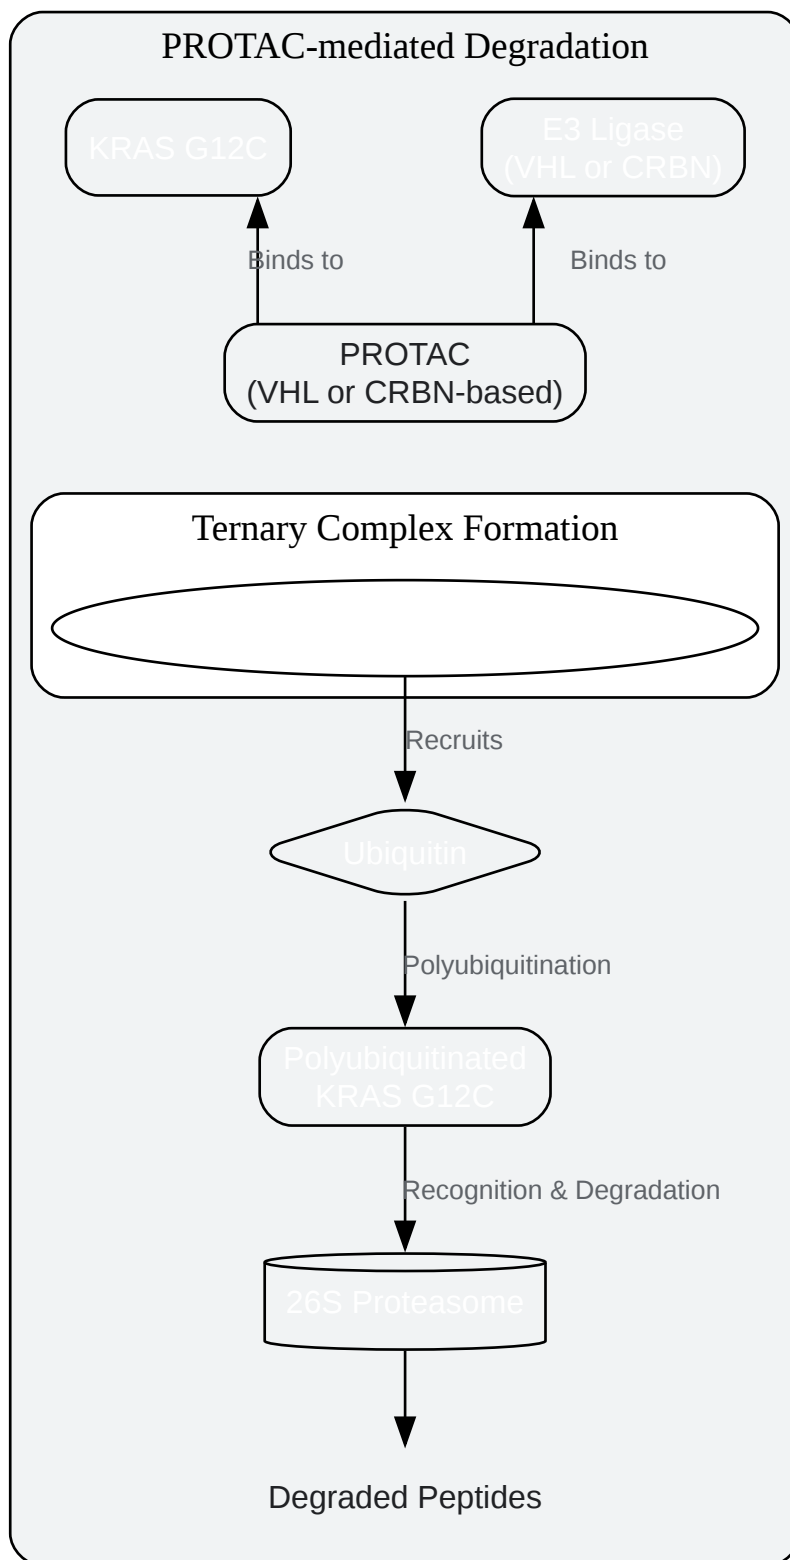 PROTAC-mediated Degradation
KRAS G12C
E3 Ligase
(VHL or CRBN)
Binds to
Binds to
PROTAC
(VHL or CRBN-based)
Ternary Complex Formation
Recruits
Ubiquitin
Polyubiquitination
Polyubiquitinated
KRAS G12C
Recognition & Degradation
26S Proteasome
Degraded Peptides